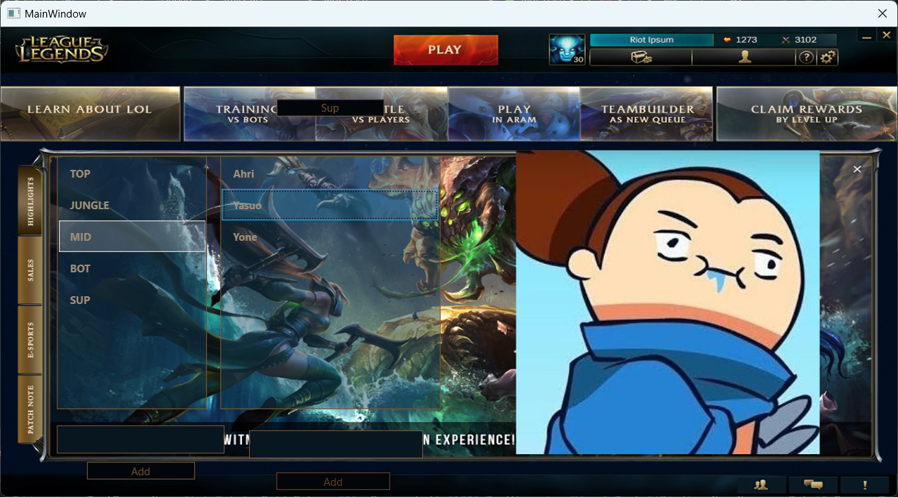 MainWindow
LEAGUE OF
LEGENDS
PLAY
30
Riot Ipsum
1273
3102
LEARN ABOUT LOL
TRAINING
VS BOTS
Sup
VS PLAYERS
PLAY
IN ARAM
TEAMBUILDER
AS NEW QUEUE
CLAIM REWARDS
BY LEVEL UP
HIGHLIGHTS
SALES
E-SPORTS
PATCH NOTE
TOP
JUNGLE
MID
BOT
SUP
Ahri
Yasuo
Yone
N EXPERIENCE!
Add
Add